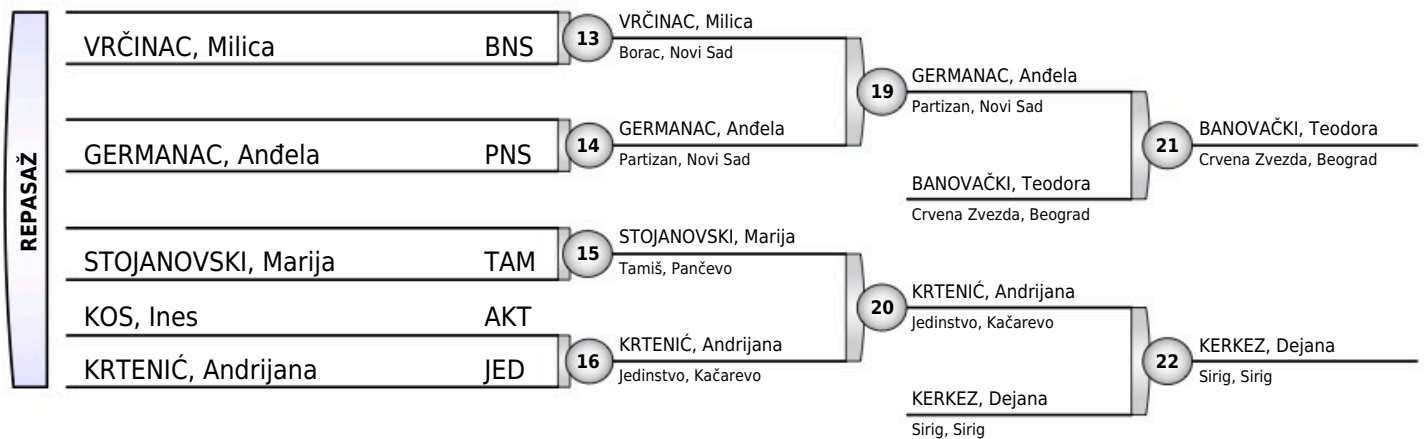 REPASAŽ
VRČINAC, Milica BNS
GERMANAC, Anđela PNS
STOJANOVSKI, Marija TAM
KOS, Ines AKT
KRTENIĆ, Andrijana JED
13
VRČINAC, Milica
Borac, Novi Sad
14
GERMANAC, Anđela
Partizan, Novi Sad
15
STOJANOVSKI, Marija
Tamiš, Pančevo
16
KRTENIĆ, Andrijana
Jedinstvo, Kačarevo
19
GERMANAC, Anđela
Partizan, Novi Sad
BANOVAČKI, Teodora
Crvena Zvezda, Beograd
20
KRTENIĆ, Andrijana
Jedinstvo, Kačarevo
KERKEZ, Dejana
Sirig, Sirig
21
BANOVAČKI, Teodora
Crvena Zvezda, Beograd
22
KERKEZ, Dejana
Sirig, Sirig